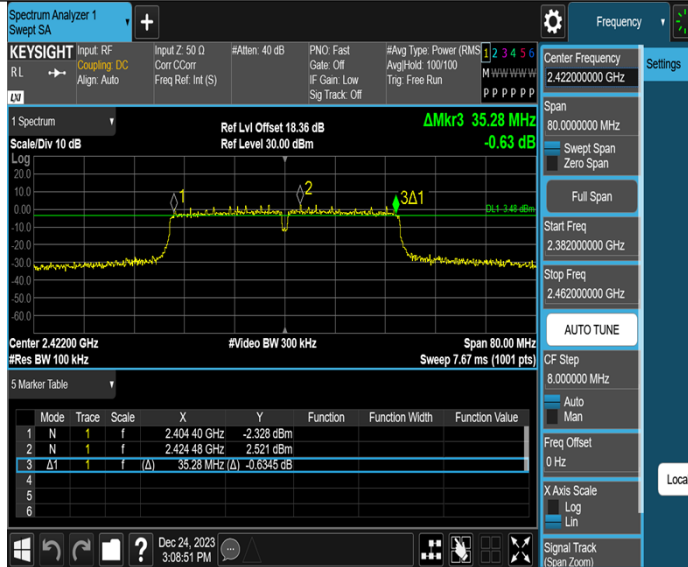 Spectrum Analyzer 1
Swept SA
+
Frequency
KEYSIGHT
RL
LXI
Input: RF
Coupling: DC
Align: Auto
Input Z: 50 Ω
Corr CCorr
Freq Ref: Int (S)
#Atten: 40 dB
PNO: Fast
Gate: Off
IF Gain: Low
Sig Track: Off
#Avg Type: Power (RMS
Avg|Hold: 100/100
Trig: Free Run
1 2 3 4 5 6
M W W W W W
P P P P P P
1 Spectrum
Scale/Div 10 dB
Ref Lvl Offset 18.36 dB
Ref Level 30.00 dBm
ΔMkr3 35.28 MHz
-0.63 dB
Log
20.0
10.0
0.00
-10.0
-20.0
-30.0
-40.0
-50.0
-60.0
1
2
3Δ1
DL1 -3.48 dBm
Center 2.42200 GHz
#Res BW 100 kHz
#Video BW 300 kHz
Span 80.00 MHz
Sweep 7.67 ms (1001 pts)
5 Marker Table
Mode Trace Scale X Y Function Function Width Function Value
1 N 1 f 2.404 40 GHz -2.328 dBm
2 N 1 f 2.424 48 GHz 2.521 dBm
3 Δ1 1 f (Δ) 35.28 MHz (Δ) -0.6345 dB
4
5
6
?
Dec 24, 2023
3:08:51 PM
Center Frequency
2.422000000 GHz
Span
80.0000000 MHz
Swept Span
Zero Span
Full Span
Start Freq
2.382000000 GHz
Stop Freq
2.462000000 GHz
AUTO TUNE
CF Step
8.000000 MHz
Auto
Man
Freq Offset
0 Hz
X Axis Scale
Log
Lin
Signal Track
(Span Zoom)
Settings
Loca